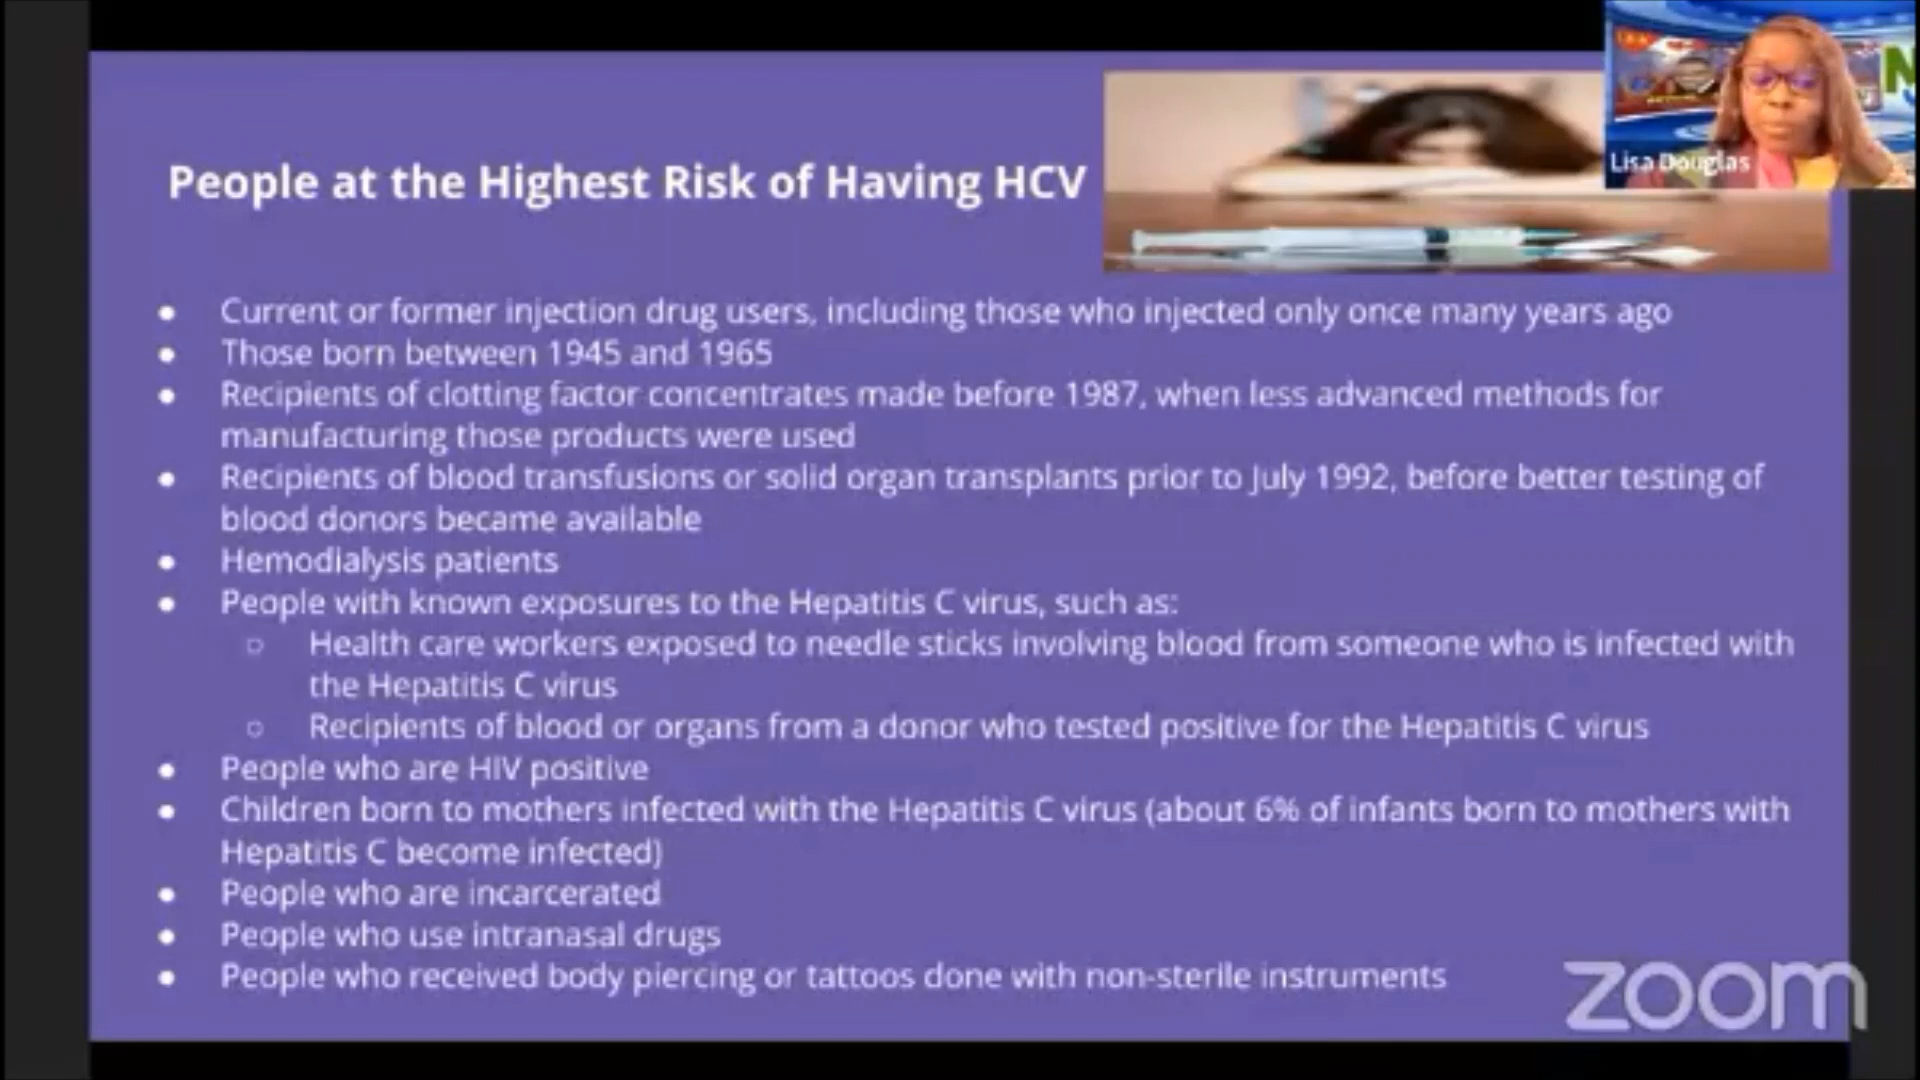 Lisa Douglas
People at the Highest Risk of Having HCV
● Current or former injection drug users, including those who injected only once many years ago
● Those born between 1945 and 1965
● Recipients of clotting factor concentrates made before 1987, when less advanced methods for
manufacturing those products were used
● Recipients of blood transfusions or solid organ transplants prior to July 1992, before better testing of
blood donors became available
● Hemodialysis patients
● People with known exposures to the Hepatitis C virus, such as:
○ Health care workers exposed to needle sticks involving blood from someone who is infected with
the Hepatitis C virus
○ Recipients of blood or organs from a donor who tested positive for the Hepatitis C virus
● People who are HIV positive
● Children born to mothers infected with the Hepatitis C virus (about 6% of infants born to mothers with
Hepatitis C become infected)
● People who are incarcerated
● People who use intranasal drugs
● People who received body piercing or tattoos done with non-sterile instruments
zoom